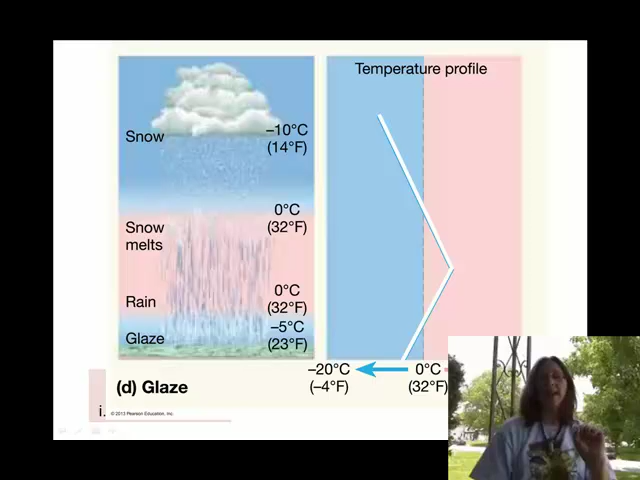 Temperature profile
Snow
–10°C
(14°F)
0°C
(32°F)
Snow
melts
0°C
(32°F)
Rain
–5°C
(23°F)
Glaze
–20°C
(–4°F)
0°C
(32°F)
(d) Glaze
i.
© 2013 Pearson Education, Inc.